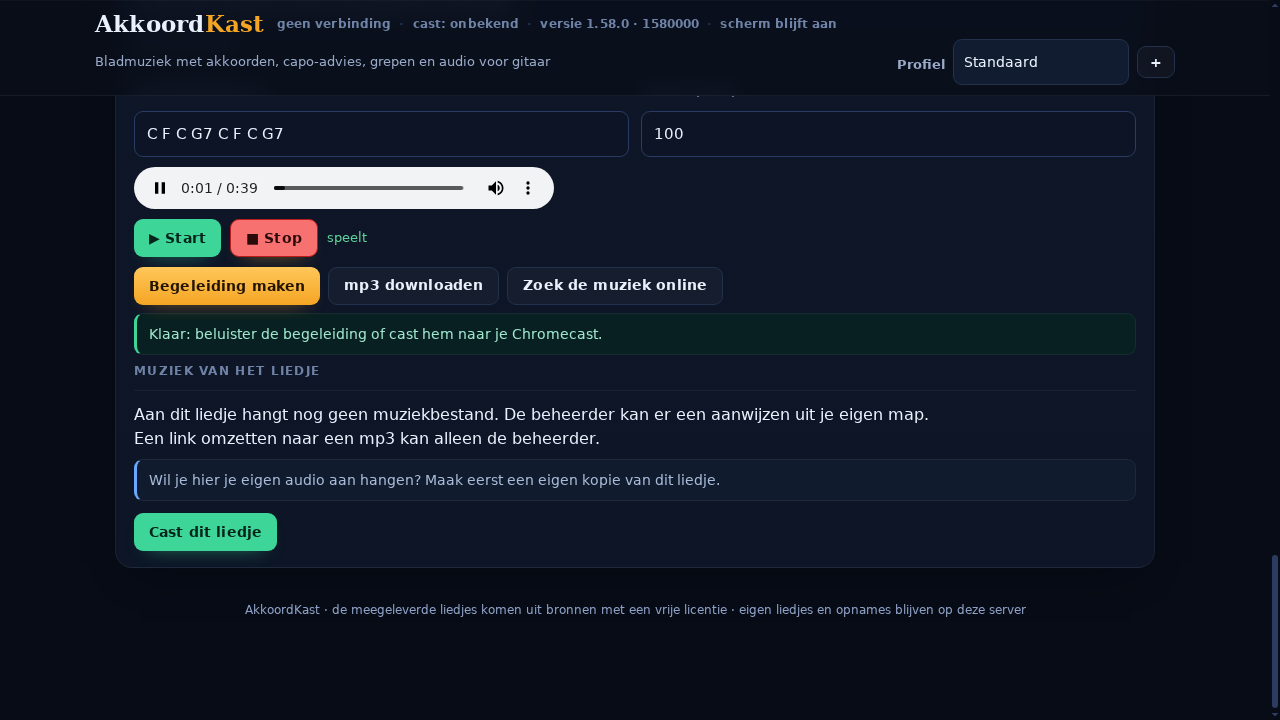 AkkoordKast geen verbinding · cast: onbekend · versie 1.58.0 · 1580000 · scherm blijft aan
Bladmuziek met akkoorden, capo-advies, grepen en audio voor gitaar
Profiel Standaard +
C F C G7 C F C G7
100
0:01 / 0:39
▶ Start ■ Stop speelt
Begeleiding maken mp3 downloaden Zoek de muziek online
Klaar: beluister de begeleiding of cast hem naar je Chromecast.
MUZIEK VAN HET LIEDJE
Aan dit liedje hangt nog geen muziekbestand. De beheerder kan er een aanwijzen uit je eigen map.
Een link omzetten naar een mp3 kan alleen de beheerder.
Wil je hier je eigen audio aan hangen? Maak eerst een eigen kopie van dit liedje.
Cast dit liedje
AkkoordKast · de meegeleverde liedjes komen uit bronnen met een vrije licentie · eigen liedjes en opnames blijven op deze server